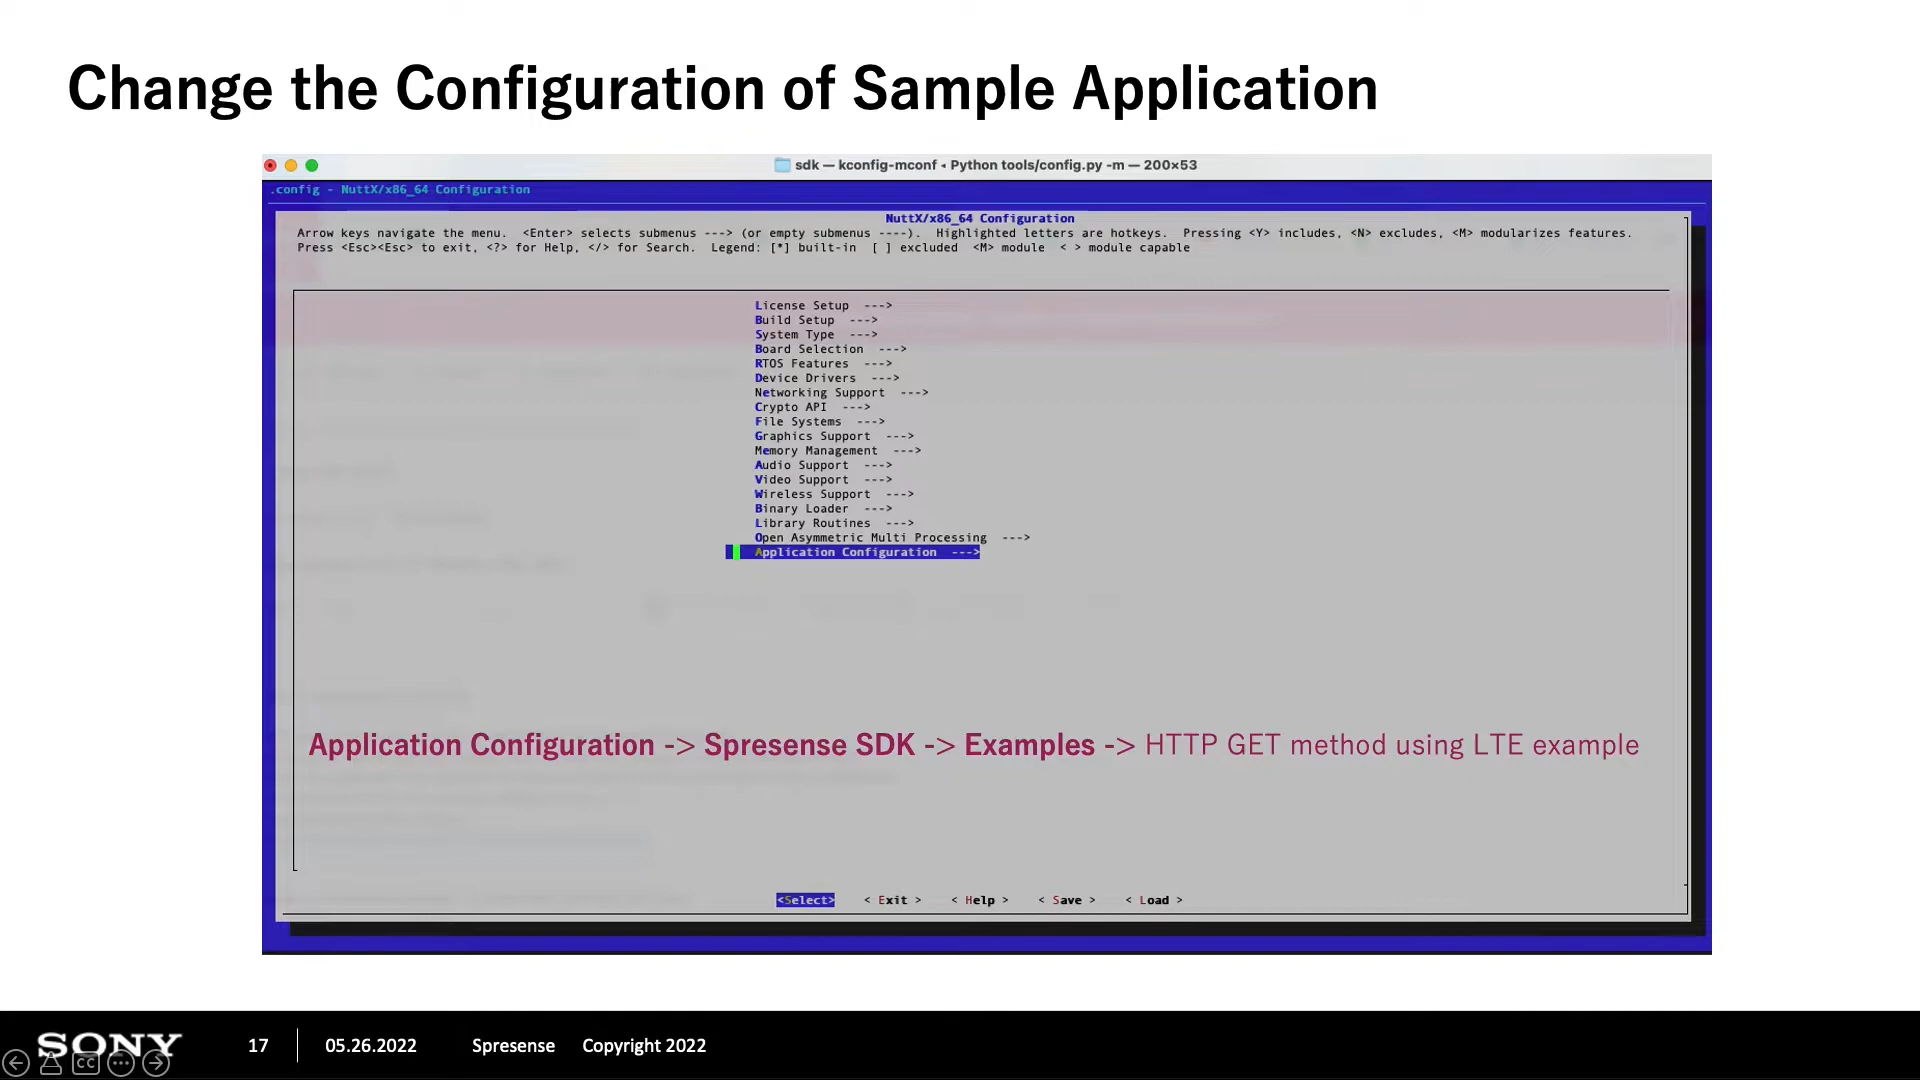 Change the Configuration of Sample Application
sdk — kconfig-mconf ◂ Python tools/config.py -m — 200×53
.config - NuttX/x86_64 Configuration
NuttX/x86_64 Configuration
Arrow keys navigate the menu.  <Enter> selects submenus ---> (or empty submenus ----).  Highlighted letters are hotkeys.  Pressing <Y> includes, <N> excludes, <M> modularizes features.
Press <Esc><Esc> to exit, <?> for Help, </> for Search.  Legend: [*] built-in  [ ] excluded  <M> module  < > module capable
License Setup  --->
Build Setup  --->
System Type  --->
Board Selection  --->
RTOS Features  --->
Device Drivers  --->
Networking Support  --->
Crypto API  --->
File Systems  --->
Graphics Support  --->
Memory Management  --->
Audio Support  --->
Video Support  --->
Wireless Support  --->
Binary Loader  --->
Library Routines  --->
Open Asymmetric Multi Processing  --->
Application Configuration  --->
Application Configuration -> Spresense SDK -> Examples -> HTTP GET method using LTE example
<Select>    < Exit >    < Help >    < Save >    < Load >
SONY 17 05.26.2022 Spresense Copyright 2022
CC